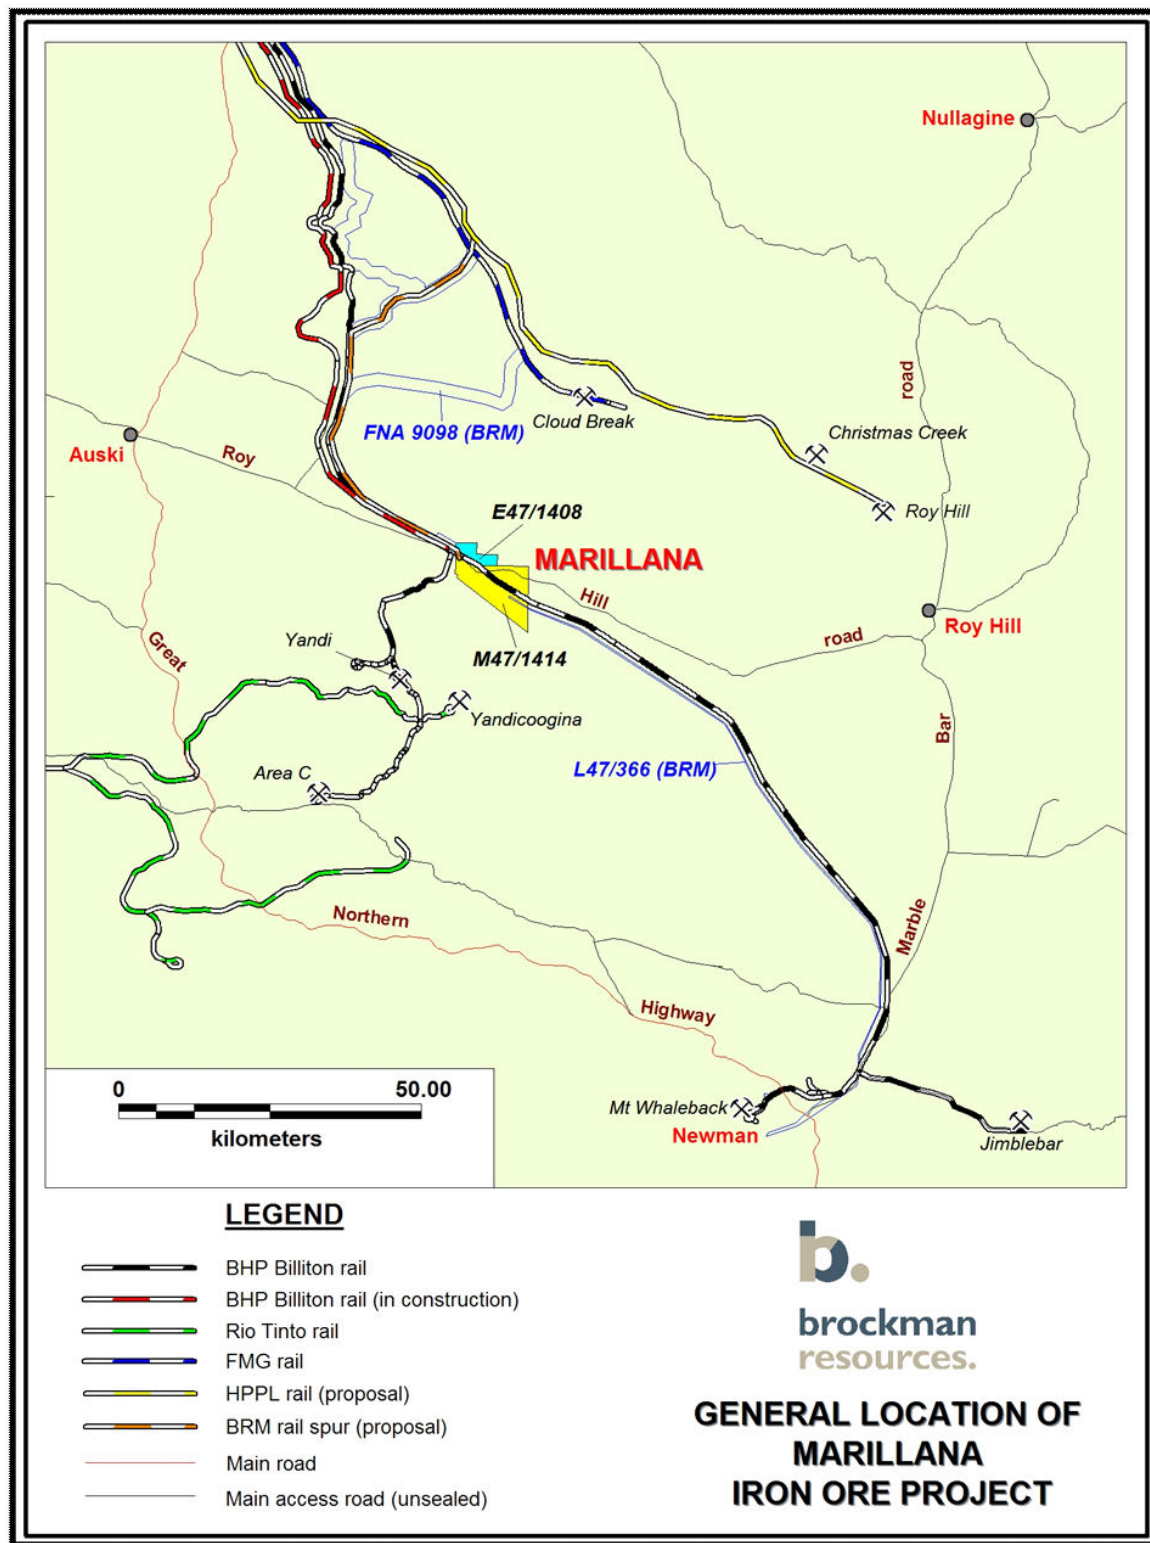 Nullagine
road
FNA 9098 (BRM)
Cloud Break
Christmas Creek
Auski
Roy
E47/1408
Roy Hill
MARILLANA
Hill
Roy Hill
road
Great
Yandi
M47/1414
Yandicoogina
Bar
Area C
L47/366 (BRM)
Marble
Northern
Highway
0 50.00
kilometers
Mt Whaleback
Newman
Jimblebar
LEGEND
BHP Billiton rail
BHP Billiton rail (in construction)
Rio Tinto rail
FMG rail
HPPL rail (proposal)
BRM rail spur (proposal)
Main road
Main access road (unsealed)
b.
brockman
resources.
GENERAL LOCATION OF
MARILLANA
IRON ORE PROJECT